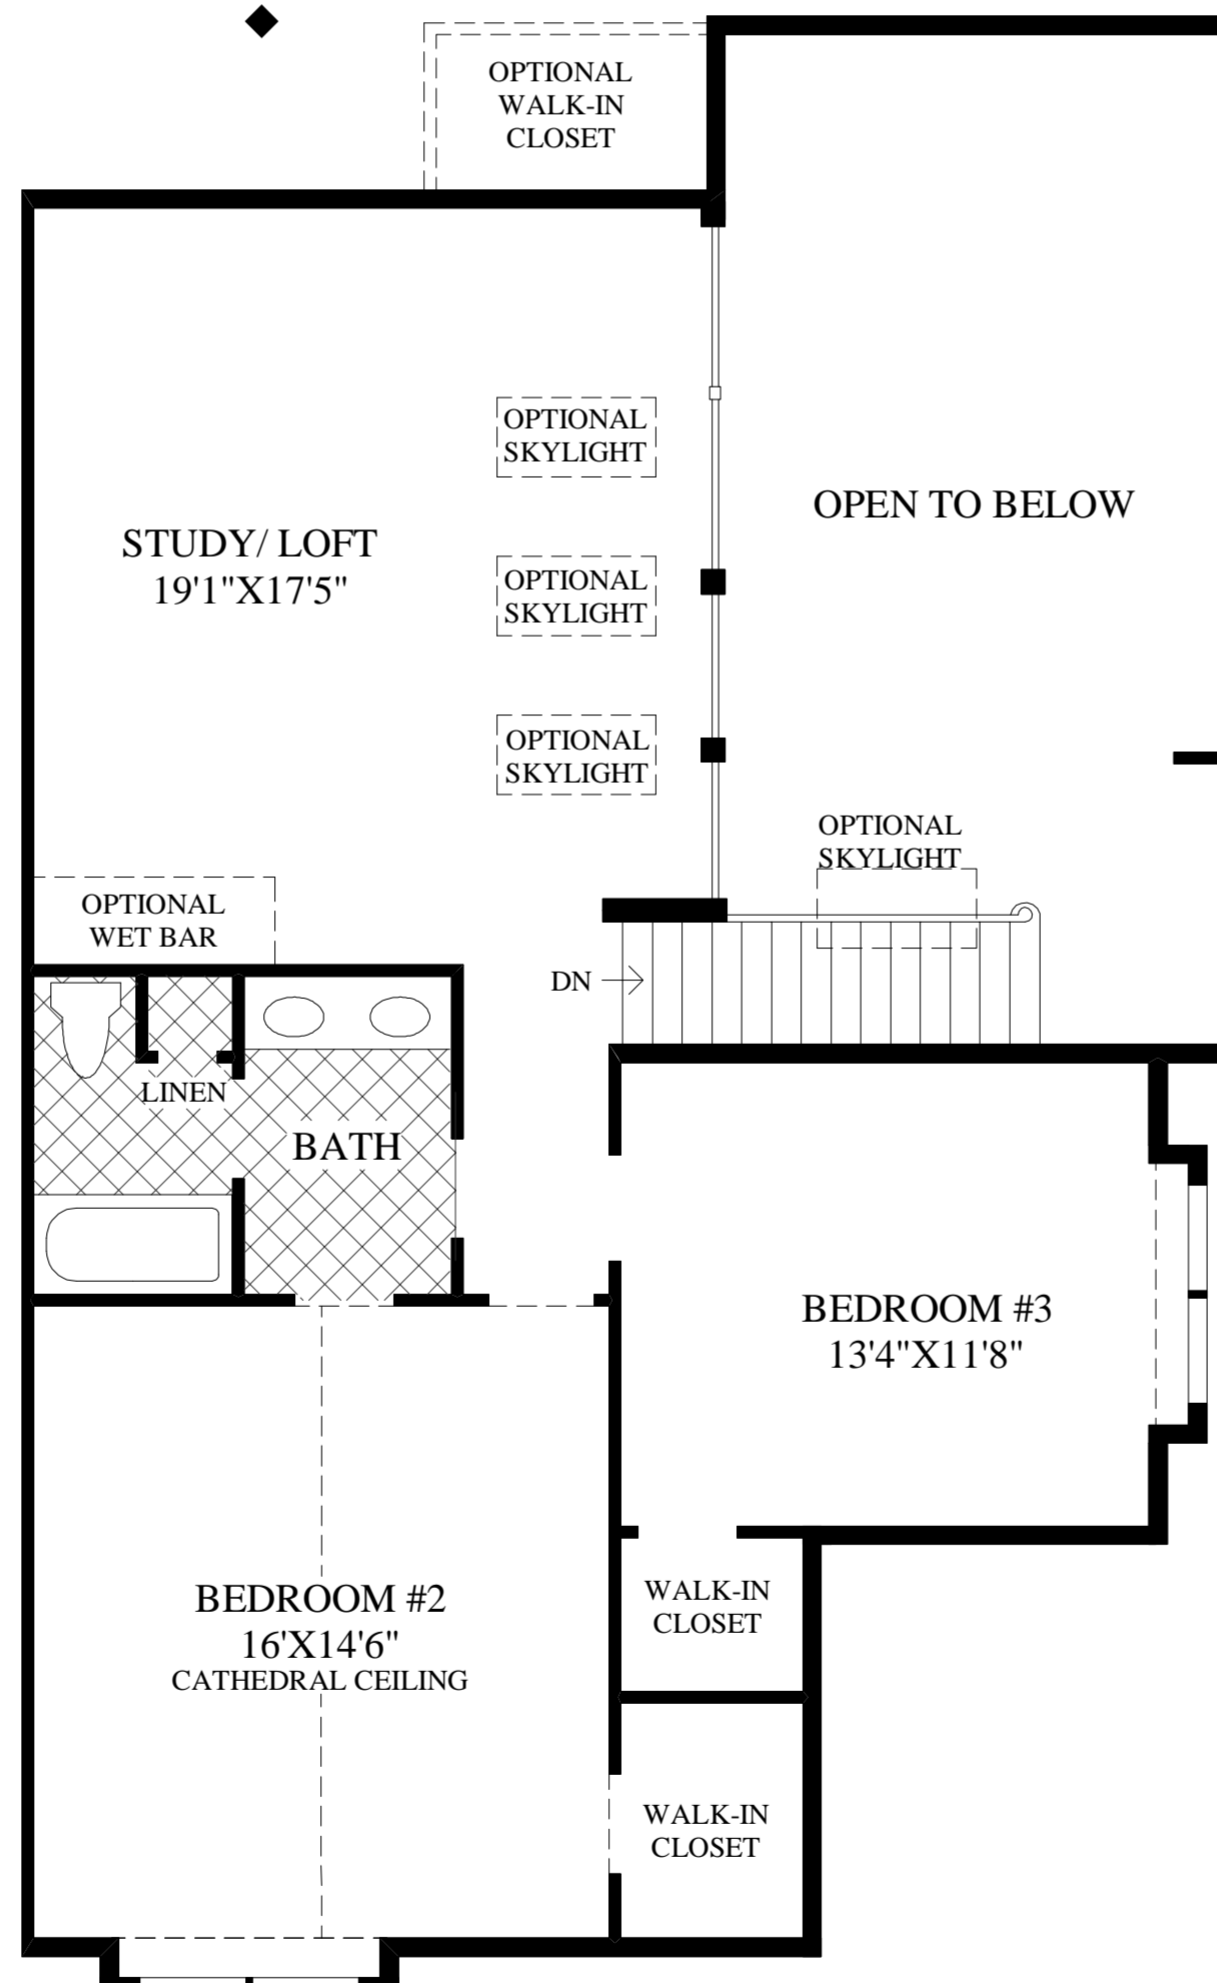 OPTIONAL
WALK-IN
CLOSET
OPTIONAL
SKYLIGHT
OPEN TO BELOW
STUDY/ LOFT
19'1"X17'5"
OPTIONAL
SKYLIGHT
OPTIONAL
SKYLIGHT
OPTIONAL
SKYLIGHT
OPTIONAL
WET BAR
DN
LINEN
BATH
BEDROOM #3
13'4"X11'8"
BEDROOM #2
16'X14'6"
CATHEDRAL CEILING
WALK-IN
CLOSET
WALK-IN
CLOSET